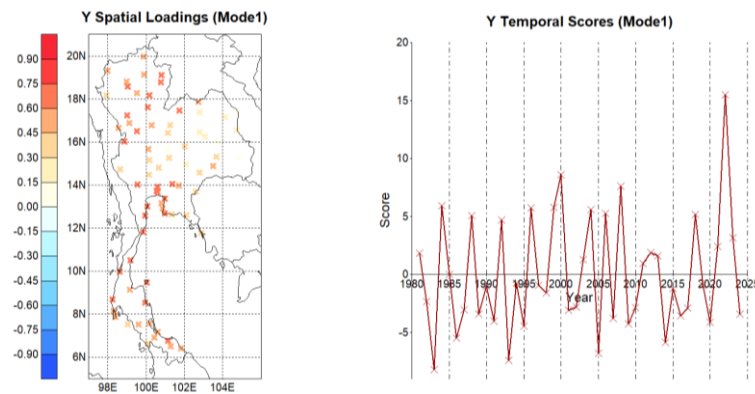 Y Spatial Loadings (Mode1)
0.90
0.75
0.60
0.45
0.30
0.15
0.00
-0.15
-0.30
-0.45
-0.60
-0.75
-0.90
20N
18N
16N
14N
12N
10N
8N
6N
98E 100E 102E 104E
Y Temporal Scores (Mode1)
20
15
10
5
0
-5
Score
1980 1985 1990 1995 2000 2005 2010 2015 2020 2025
Year